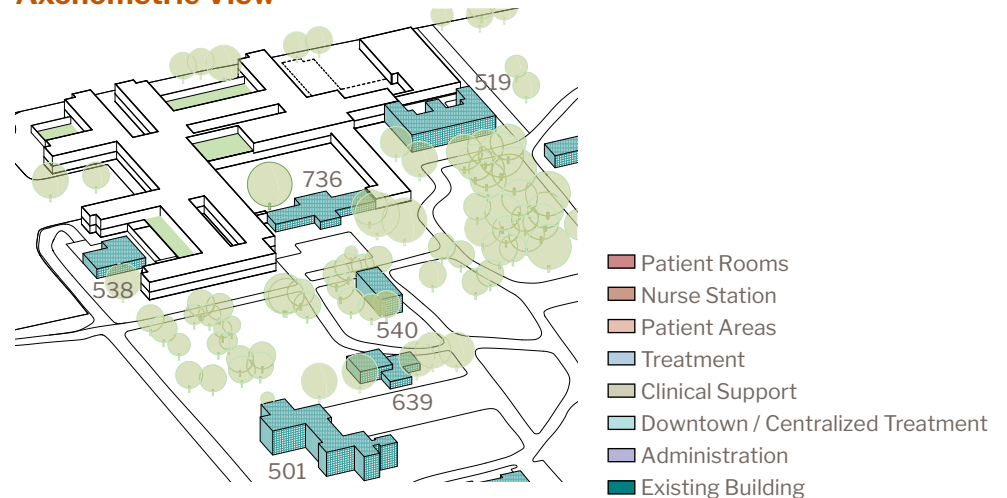 Axonometric View
519
736
538
540
639
501
Patient Rooms
Nurse Station
Patient Areas
Treatment
Clinical Support
Downtown / Centralized Treatment
Administration
Existing Building